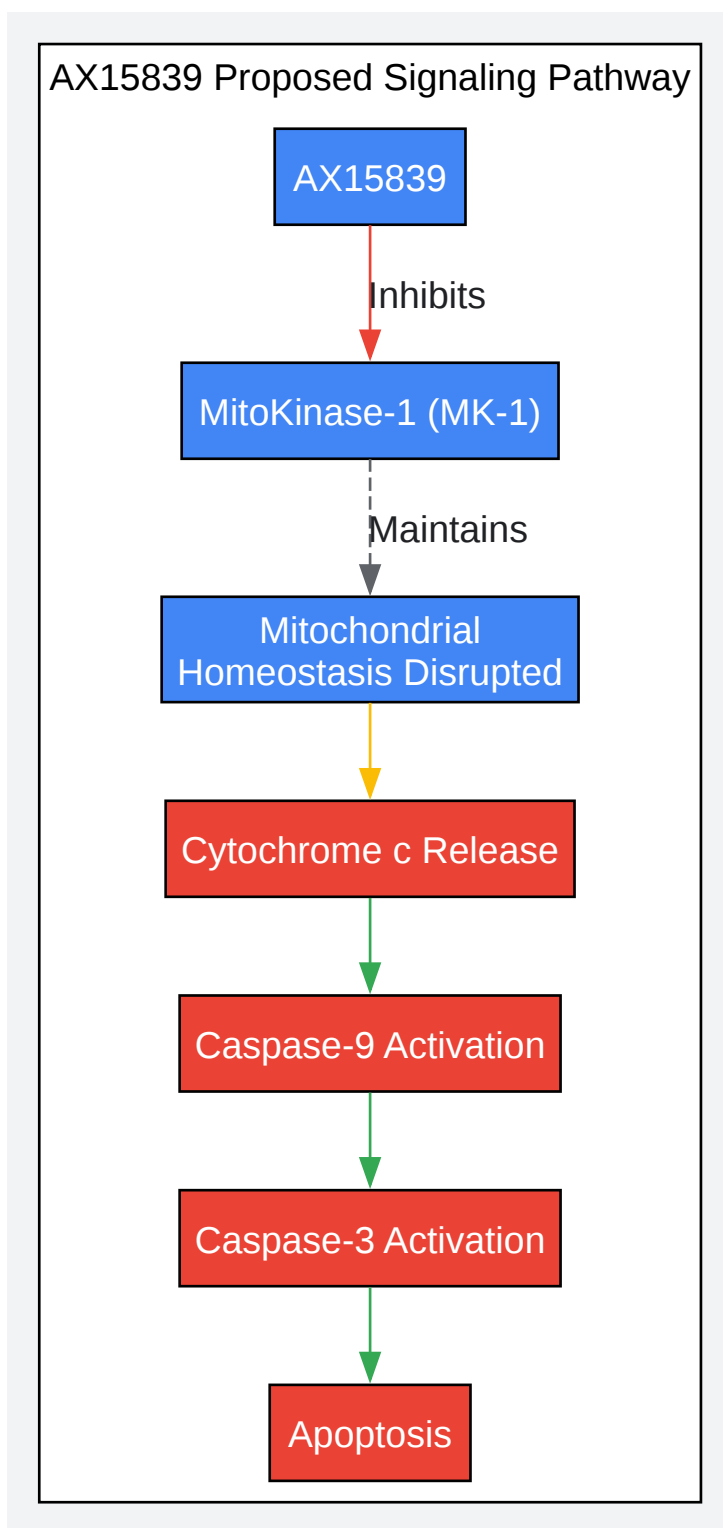 AX15839 Proposed Signaling Pathway
AX15839
Inhibits
MitoKinase-1 (MK-1)
Maintains
Mitochondrial
Homeostasis Disrupted
Cytochrome c Release
Caspase-9 Activation
Caspase-3 Activation
Apoptosis